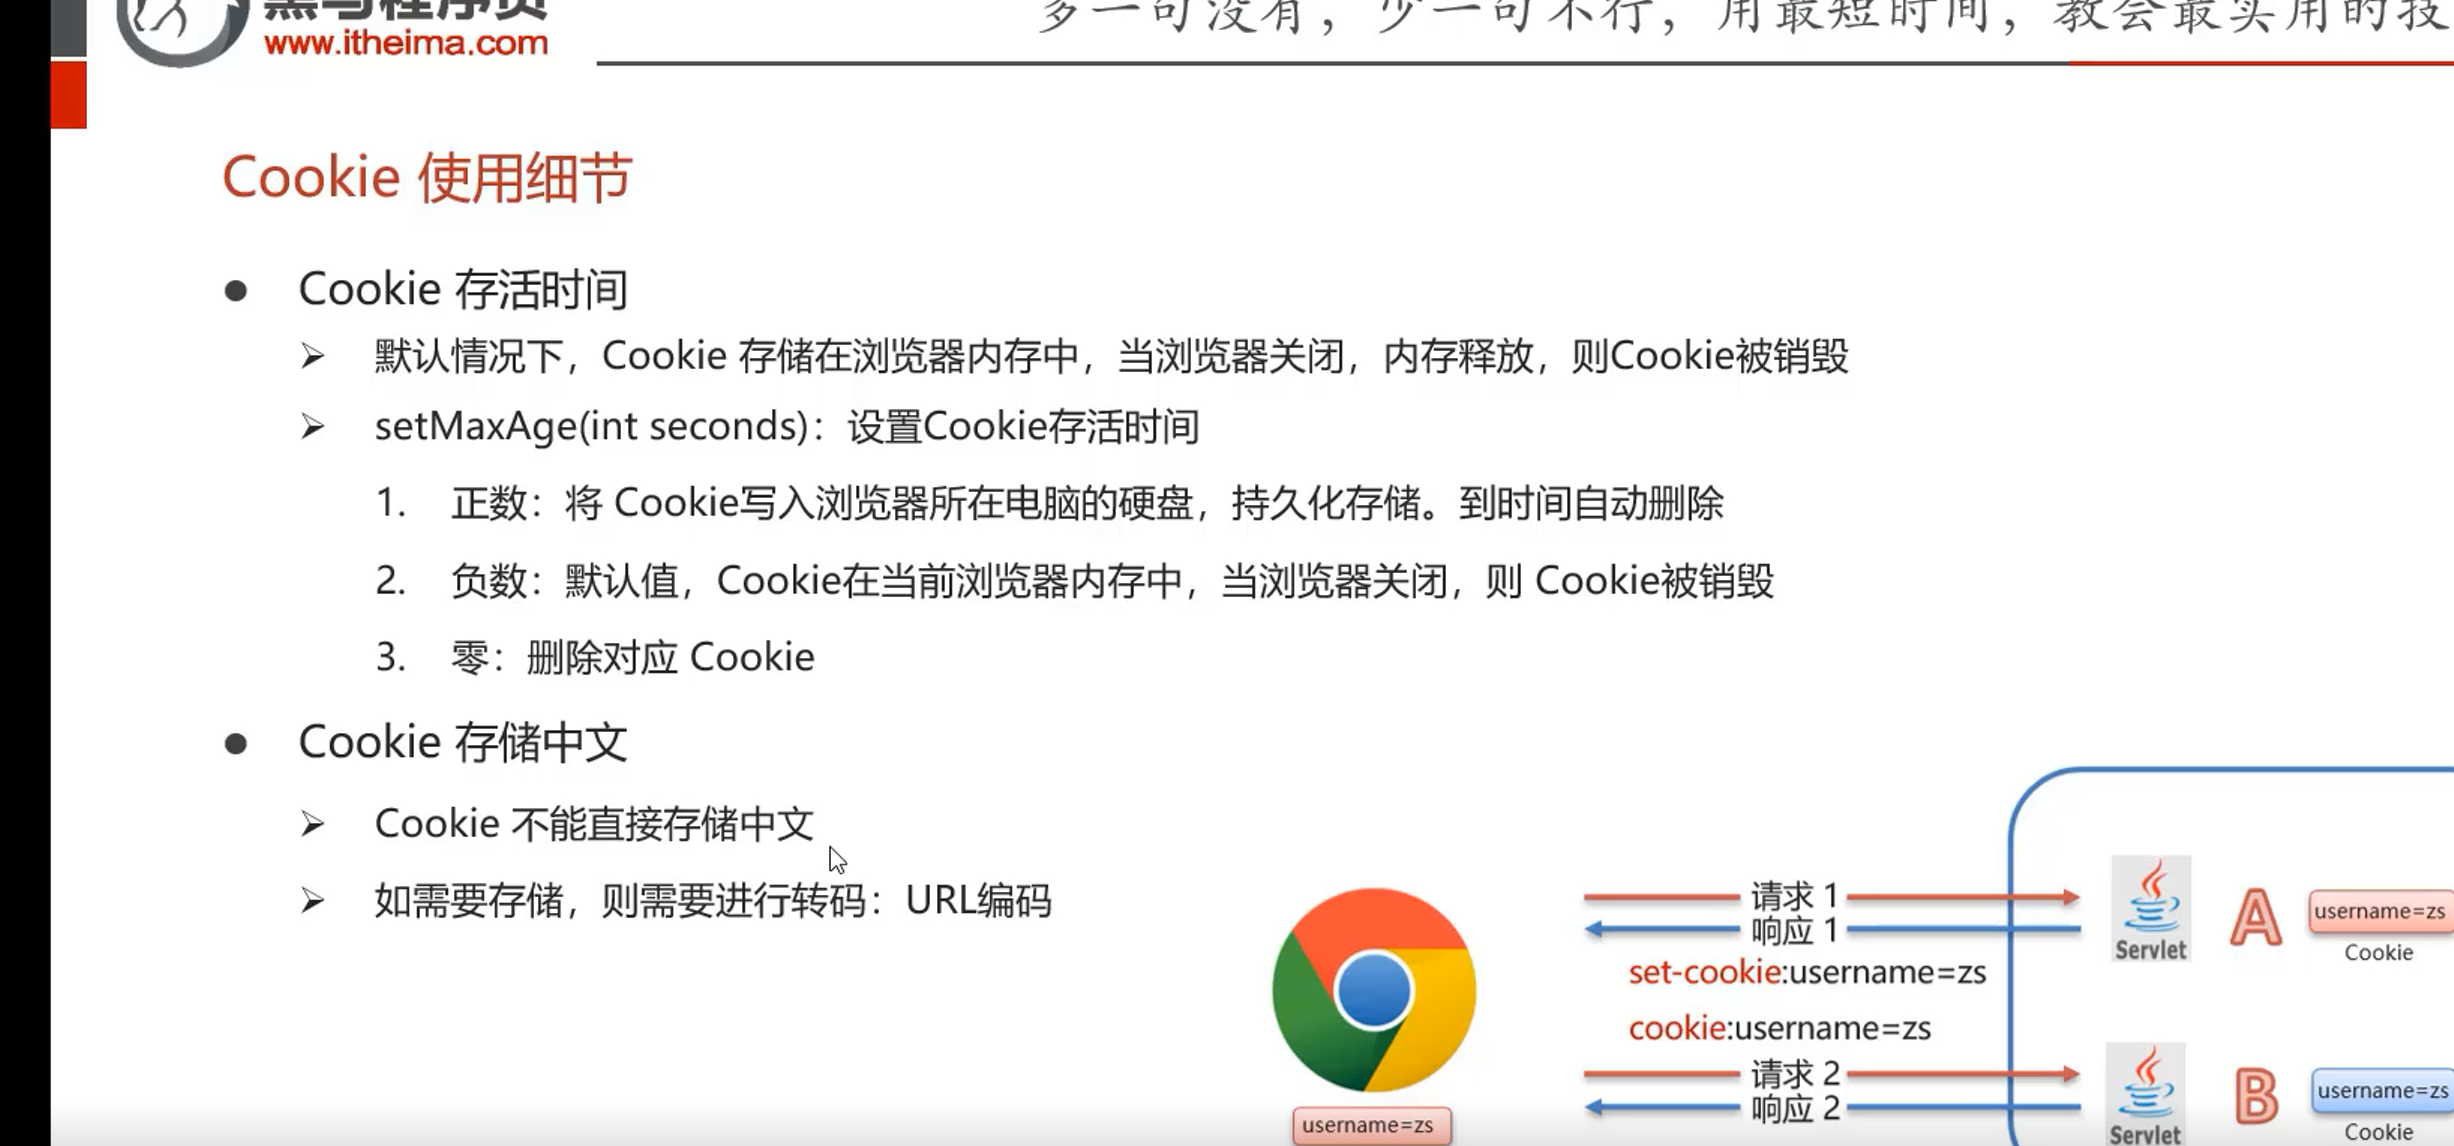 黑马程序员
www.itheima.com
多一句没有，少一句不行，用最短时间，教会最实用的技
Cookie 使用细节
● Cookie 存活时间
➢ 默认情况下，Cookie 存储在浏览器内存中，当浏览器关闭，内存释放，则Cookie被销毁
➢ setMaxAge(int seconds)：设置Cookie存活时间
1. 正数：将 Cookie写入浏览器所在电脑的硬盘，持久化存储。到时间自动删除
2. 负数：默认值，Cookie在当前浏览器内存中，当浏览器关闭，则 Cookie被销毁
3. 零：删除对应 Cookie
● Cookie 存储中文
➢ Cookie 不能直接存储中文
➢ 如需要存储，则需要进行转码：URL编码
请求 1
响应 1
set-cookie:username=zs
cookie:username=zs
请求 2
响应 2
username=zs
Servlet
A
username=zs
Cookie
Servlet
B
username=zs
Cookie